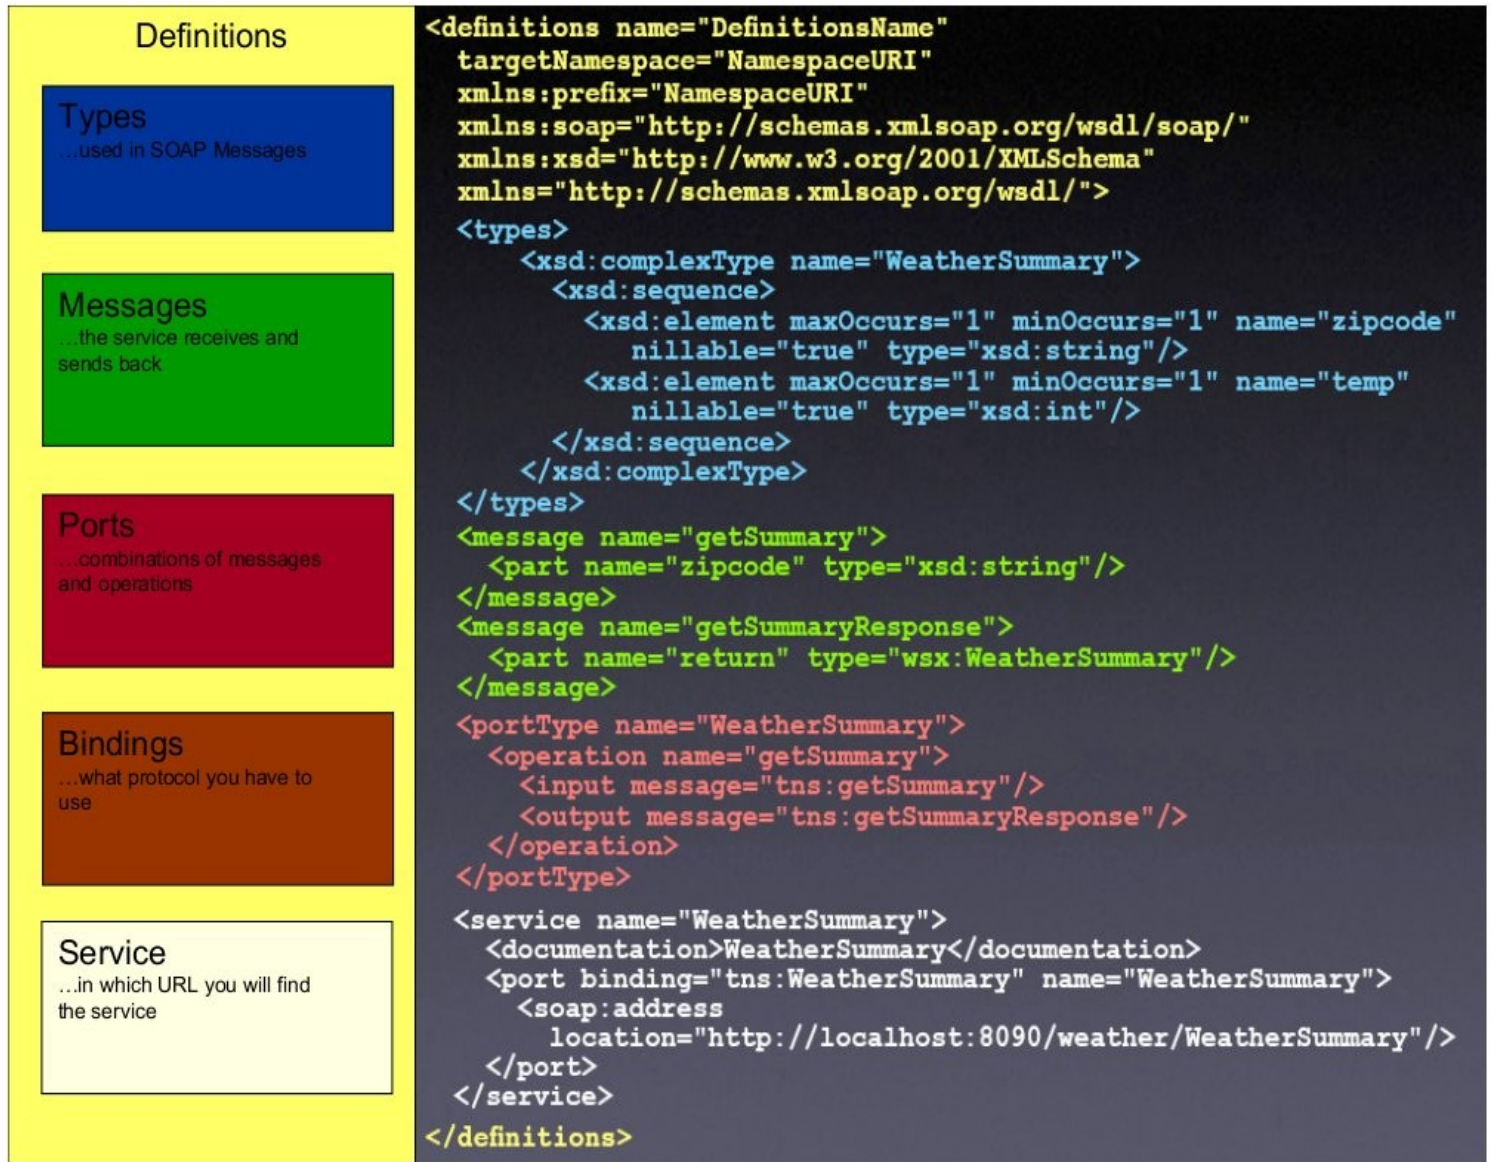 Definitions
Types
...used in SOAP Messages
Messages
...the service receives and
sends back
Ports
...combinations of messages
and operations
Bindings
...what protocol you have to
use
Service
...in which URL you will find
the service
<definitions name="DefinitionsName"
targetNamespace="NamespaceURI"
xmlns:prefix="NamespaceURI"
xmlns:soap="http://schemas.xmlsoap.org/wsdl/soap/"
xmlns:xsd="http://www.w3.org/2001/XMLSchema"
xmlns="http://schemas.xmlsoap.org/wsdl/">
<types>
<xsd:complexType name="WeatherSummary">
<xsd:sequence>
<xsd:element maxOccurs="1" minOccurs="1" name="zipcode"
nillable="true" type="xsd:string"/>
<xsd:element maxOccurs="1" minOccurs="1" name="temp"
nillable="true" type="xsd:int"/>
</xsd:sequence>
</xsd:complexType>
</types>
<message name="getSummary">
<part name="zipcode" type="xsd:string"/>
</message>
<message name="getSummaryResponse">
<part name="return" type="wsx:WeatherSummary"/>
</message>
<portType name="WeatherSummary">
<operation name="getSummary">
<input message="tns:getSummary"/>
<output message="tns:getSummaryResponse"/>
</operation>
</portType>
<service name="WeatherSummary">
<documentation>WeatherSummary</documentation>
<port binding="tns:WeatherSummary" name="WeatherSummary">
<soap:address
location="http://localhost:8090/weather/WeatherSummary"/>
</port>
</service>
</definitions>